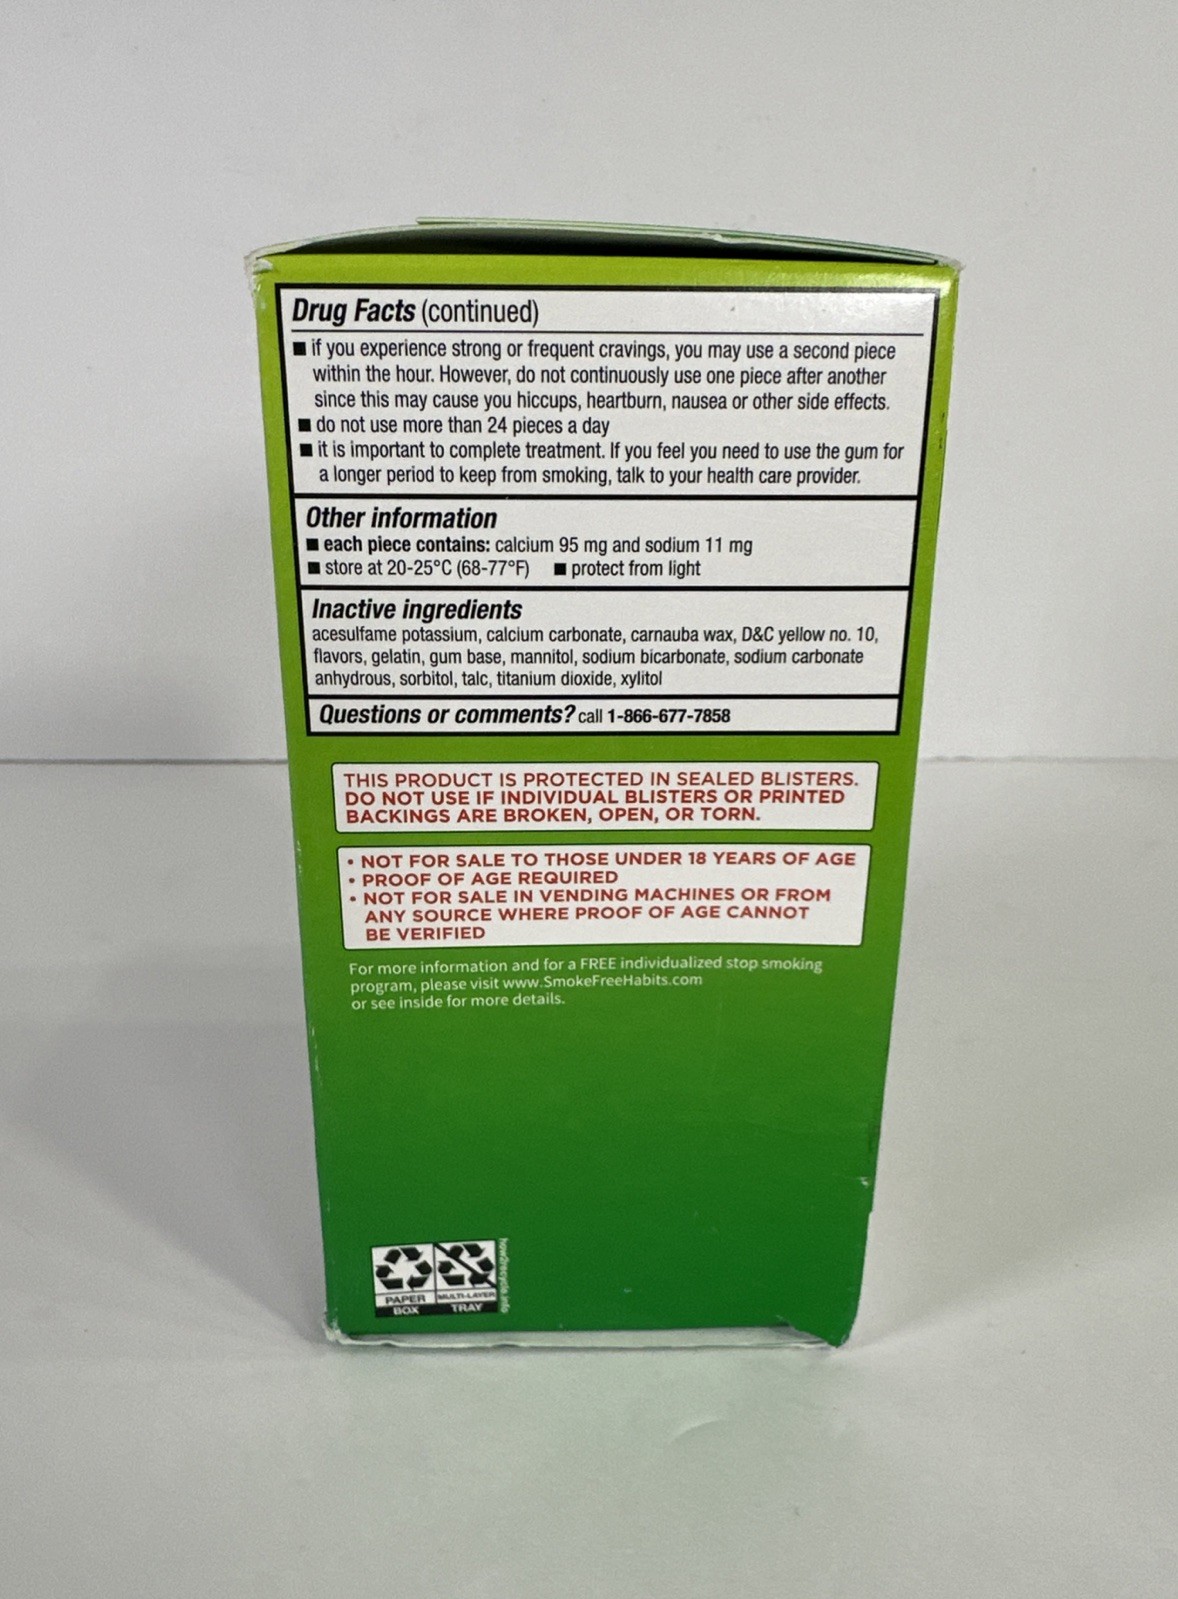 Drug Facts (continued)
■ if you experience strong or frequent cravings, you may use a second piece
within the hour. However, do not continuously use one piece after another
since this may cause you hiccups, heartburn, nausea or other side effects.
■ do not use more than 24 pieces a day
■ it is important to complete treatment. If you feel you need to use the gum for
a longer period to keep from smoking, talk to your health care provider.
Other information
■ each piece contains: calcium 95 mg and sodium 11 mg
■ store at 20-25°C (68-77°F) ■ protect from light
Inactive ingredients
acesulfame potassium, calcium carbonate, carnauba wax, D&C yellow no. 10,
flavors, gelatin, gum base, mannitol, sodium bicarbonate, sodium carbonate
anhydrous, sorbitol, talc, titanium dioxide, xylitol
Questions or comments? call 1-866-677-7858
THIS PRODUCT IS PROTECTED IN SEALED BLISTERS.
DO NOT USE IF INDIVIDUAL BLISTERS OR PRINTED
BACKINGS ARE BROKEN, OPEN, OR TORN.
• NOT FOR SALE TO THOSE UNDER 18 YEARS OF AGE
• PROOF OF AGE REQUIRED
• NOT FOR SALE IN VENDING MACHINES OR FROM
ANY SOURCE WHERE PROOF OF AGE CANNOT
BE VERIFIED
For more information and for a FREE individualized stop smoking
program, please visit www.SmokeFreeHabits.com
or see inside for more details.
PAPER
BOX
MULTI-LAYER
TRAY
how2recycle.info